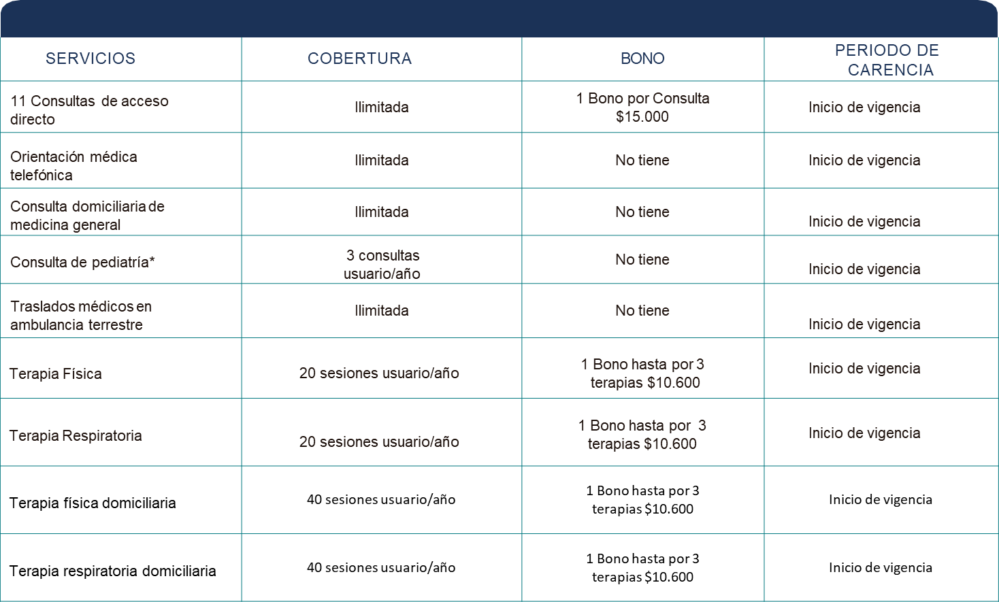 SERVICIOS
COBERTURA
BONO
PERIODO DE
CARENCIA
11 Consultas de acceso
directo
Ilimitada
1 Bono por Consulta
$15.000
Inicio de vigencia
Orientación médica
telefónica
Ilimitada
No tiene
Inicio de vigencia
Consulta domiciliaria de
medicina general
Ilimitada
No tiene
Inicio de vigencia
Consulta de pediatría*
3 consultas
usuario/año
No tiene
Inicio de vigencia
Traslados médicos en
ambulancia terrestre
Ilimitada
No tiene
Inicio de vigencia
Terapia Física
20 sesiones usuario/año
1 Bono hasta por 3
terapias $10.600
Inicio de vigencia
Terapia Respiratoria
20 sesiones usuario/año
1 Bono hasta por 3
terapias $10.600
Inicio de vigencia
Terapia física domiciliaria
40 sesiones usuario/año
1 Bono hasta por 3
terapias $10.600
Inicio de vigencia
Terapia respiratoria domiciliaria
40 sesiones usuario/año
1 Bono hasta por 3
terapias $10.600
Inicio de vigencia